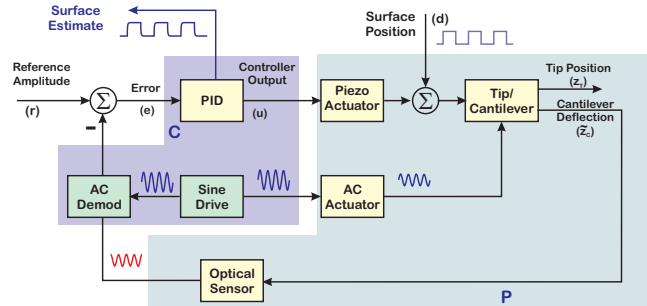 Surface
Estimate
Surface
Position
(d)
Reference
Amplitude
(r)
Σ
Error
(e)
PID
Controller
Output
(u)
Piezo
Actuator
Σ
Tip/
Cantilever
Tip Position
(z_T)
Cantilever
Deflection
(z̃_C)
C
AC
Demod
Sine
Drive
AC
Actuator
Optical
Sensor
P